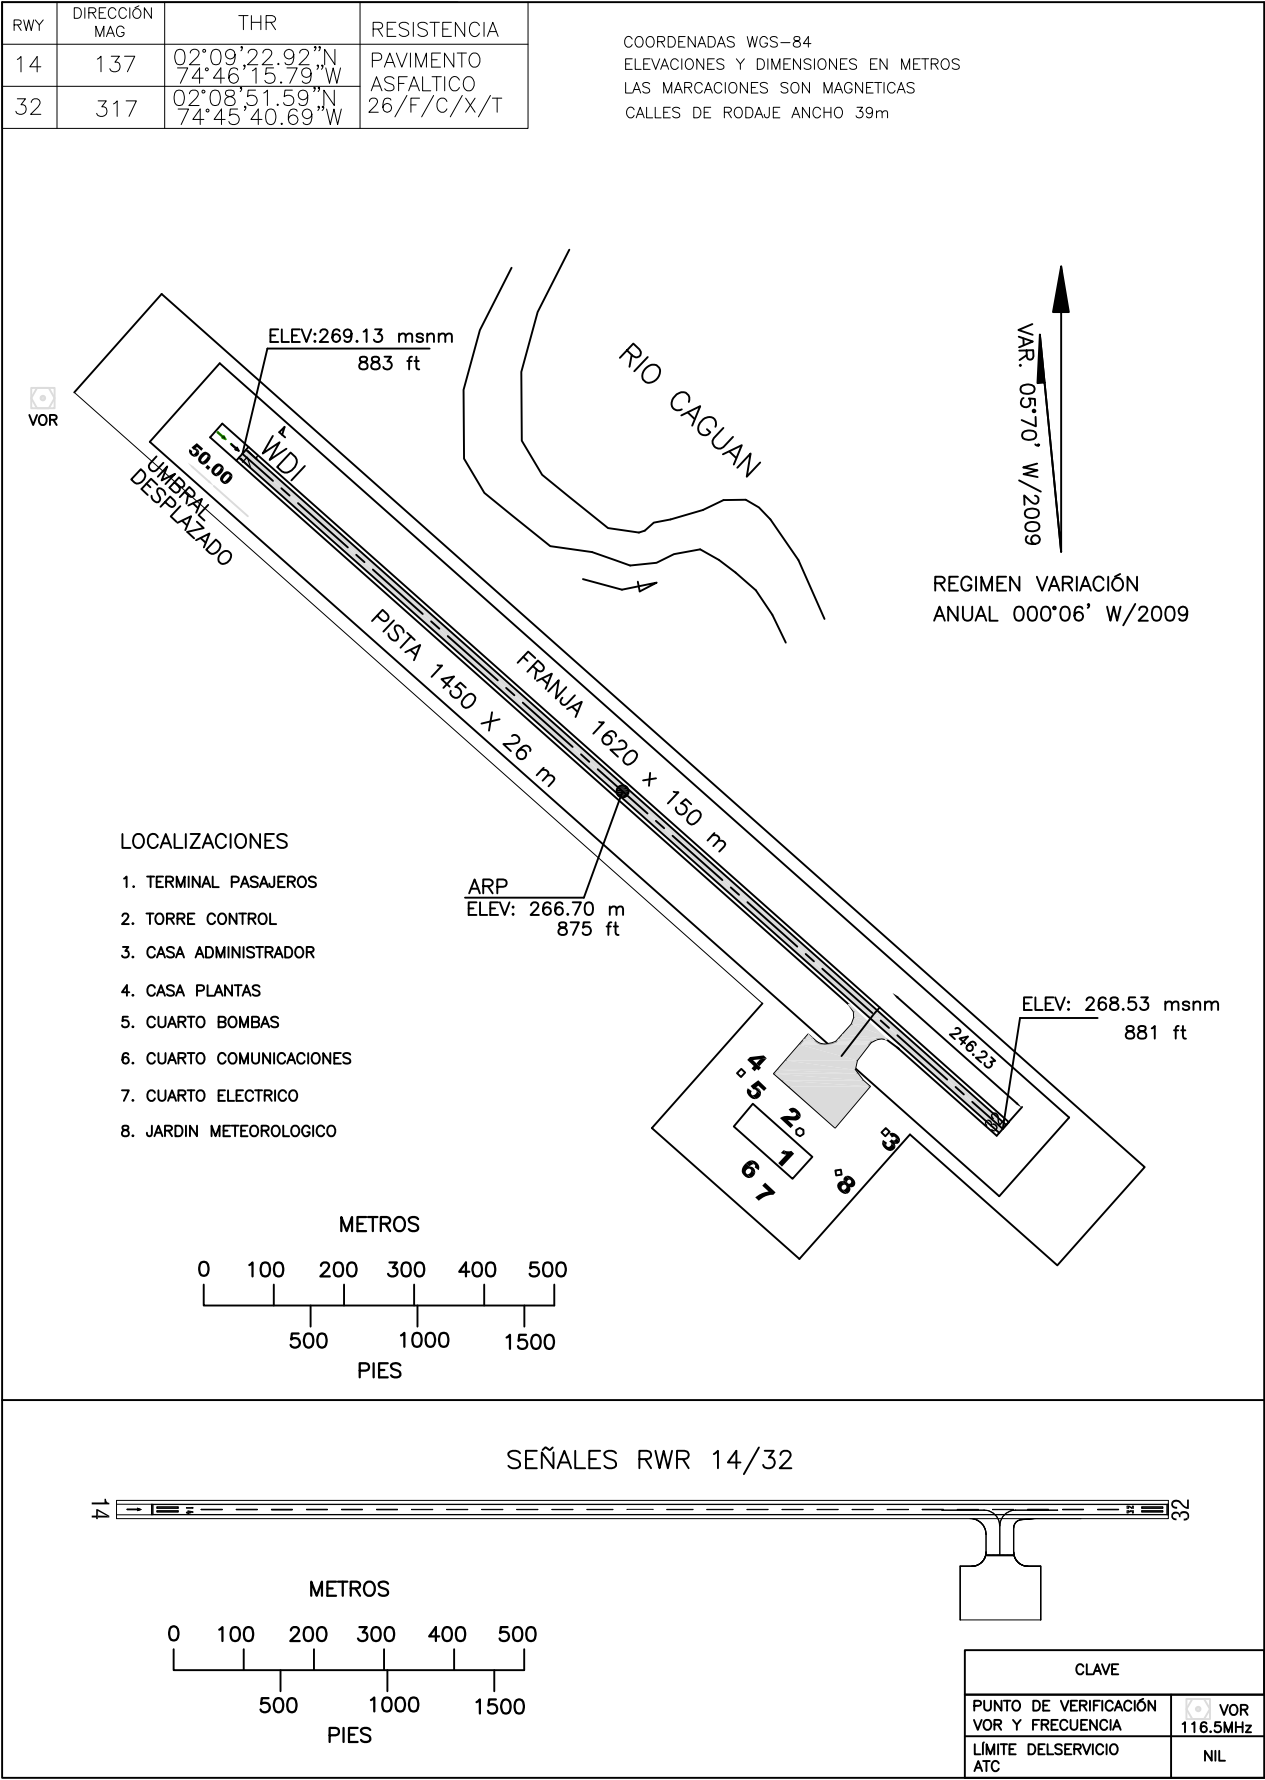 RWY
DIRECCIÓN
MAG
THR
RESISTENCIA
14
137
02°09'22.92"N
74°46'15.79"W
PAVIMENTO
ASFALTICO
26/F/C/X/T
32
317
02°08'51.59"N
74°45'40.69"W
COORDENADAS WGS-84
ELEVACIONES Y DIMENSIONES EN METROS
LAS MARCACIONES SON MAGNETICAS
CALLES DE RODAJE ANCHO 39m
ELEV:269.13 msnm
883 ft
VOR
WDI
50.00
UMBRAL
DESPLAZADO
RIO CAGUAN
VAR. 05°70' W/2009
REGIMEN VARIACIÓN
ANUAL 000°06' W/2009
PISTA 1450 X 26 m
FRANJA 1620 x 150 m
ARP
ELEV: 266.70 m
875 ft
LOCALIZACIONES
1. TERMINAL PASAJEROS
2. TORRE CONTROL
3. CASA ADMINISTRADOR
4. CASA PLANTAS
5. CUARTO BOMBAS
6. CUARTO COMUNICACIONES
7. CUARTO ELECTRICO
8. JARDIN METEOROLOGICO
ELEV: 268.53 msnm
881 ft
246.23
32
4
5
2
1
3
6
7
8
METROS
0 100 200 300 400 500
500 1000 1500
PIES
SEÑALES RWR 14/32
14
32
32
METROS
0 100 200 300 400 500
500 1000 1500
PIES
CLAVE
PUNTO DE VERIFICACIÓN
VOR Y FRECUENCIA
VOR
116.5MHz
LÍMITE DELSERVICIO
ATC
NIL